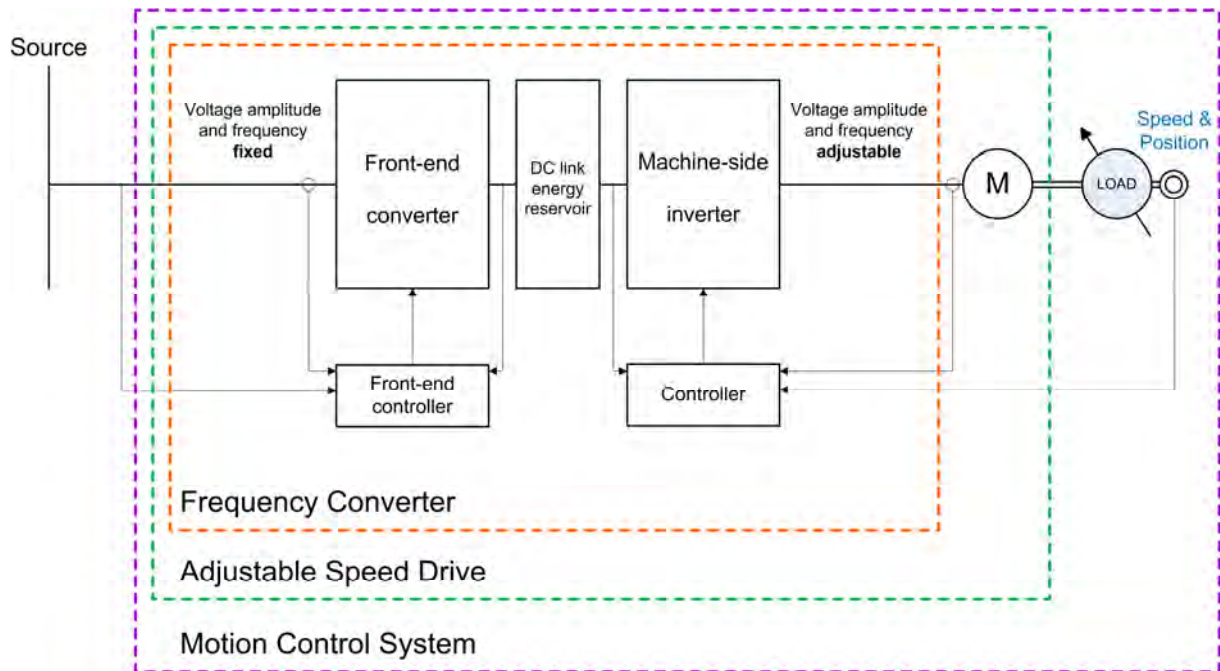 Source
Voltage amplitude
and frequency
fixed
Front-end
converter
DC link
energy
reservoir
Machine-side
inverter
Voltage amplitude
and frequency
adjustable
M
LOAD
Speed &
Position
Front-end
controller
Controller
Frequency Converter
Adjustable Speed Drive
Motion Control System